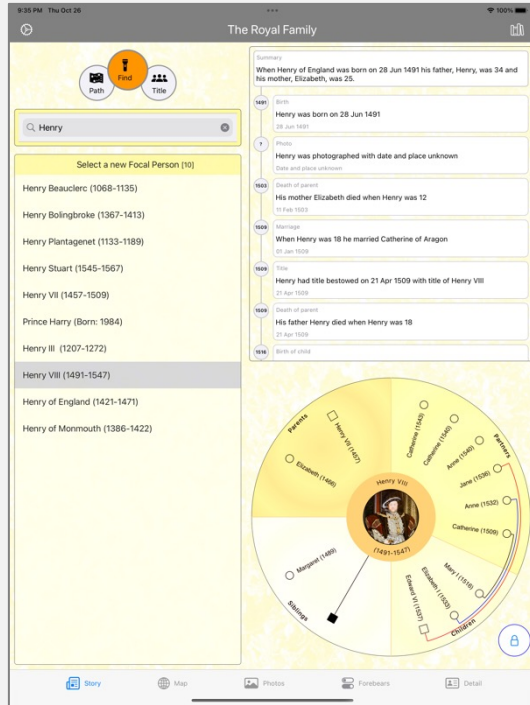 9:35 PM Thu Oct 26
100%
The Royal Family
Path
Find
Title
Henry
Select a new Focal Person [10]
Henry Beauclerc (1068-1135)
Henry Bolingbroke (1367-1413)
Henry Plantagenet (1133-1189)
Henry Stuart (1545-1567)
Henry VII (1457-1509)
Prince Harry (Born: 1984)
Henry III (1207-1272)
Henry VIII (1491-1547)
Henry of England (1421-1471)
Henry of Monmouth (1386-1422)
Summary
When Henry of England was born on 28 Jun 1491 his father, Henry, was 34 and
his mother, Elizabeth, was 25.
1491 Birth
Henry was born on 28 Jun 1491
28 Jun 1491
? Photo
Henry was photographed with date and place unknown
Date and place unknown
1503 Death of parent
His mother Elizabeth died when Henry was 12
11 Feb 1503
1509 Marriage
When Henry was 18 he married Catherine of Aragon
01 Jan 1509
1509 Title
Henry had title bestowed on 21 Apr 1509 with title of Henry VIII
21 Apr 1509
1509 Death of parent
His father Henry died when Henry was 18
21 Apr 1509
1516 Birth of child
Parents
Henry VII (1457)
Elizabeth (1466)
Partners
Catherine (1543)
Catherine (1540)
Anne (1540)
Jane (1536)
Anne (1532)
Catherine (1509)
Henry VIII
(1491-1547)
Siblings
Margaret (1489)
Children
Mary I (1516)
Elizabeth I (1533)
Edward VI (1537)
Story
Map
Photos
Forebears
Detail